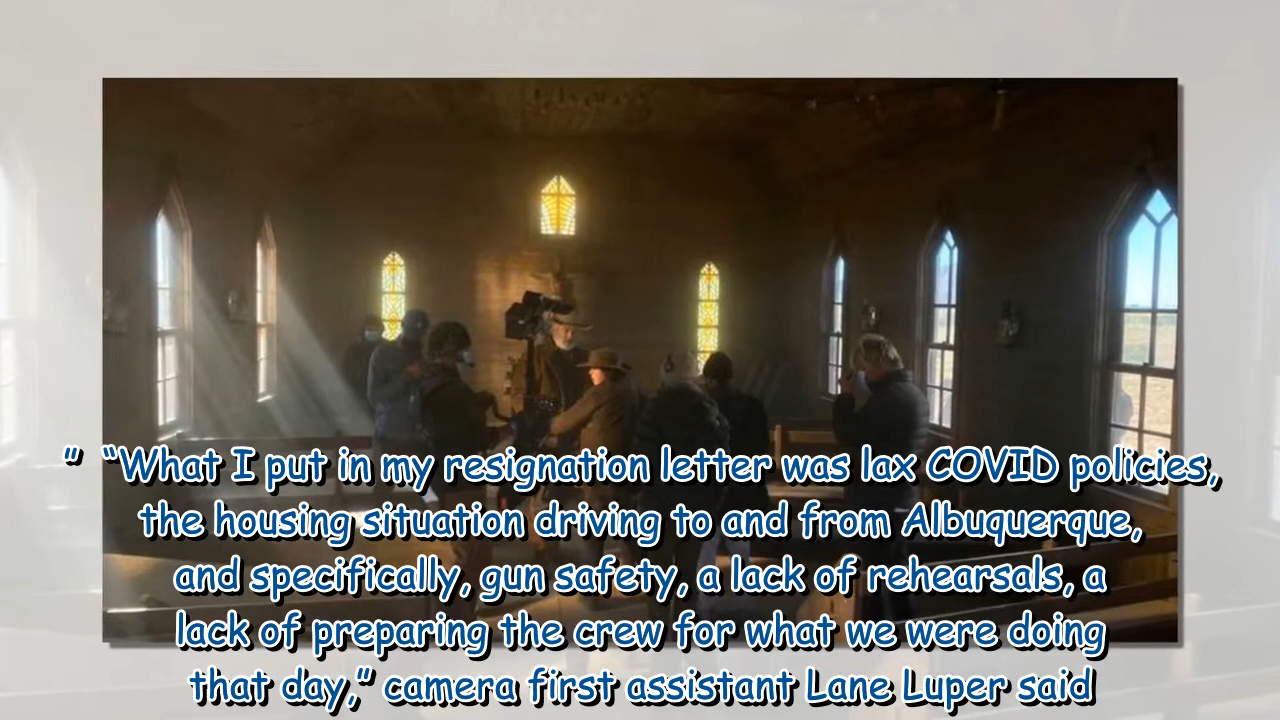 ” “What I put in my resignation letter was lax COVID policies,
the housing situation driving to and from Albuquerque,
and specifically, gun safety, a lack of rehearsals, a
lack of preparing the crew for what we were doing
that day,” camera first assistant Lane Luper said